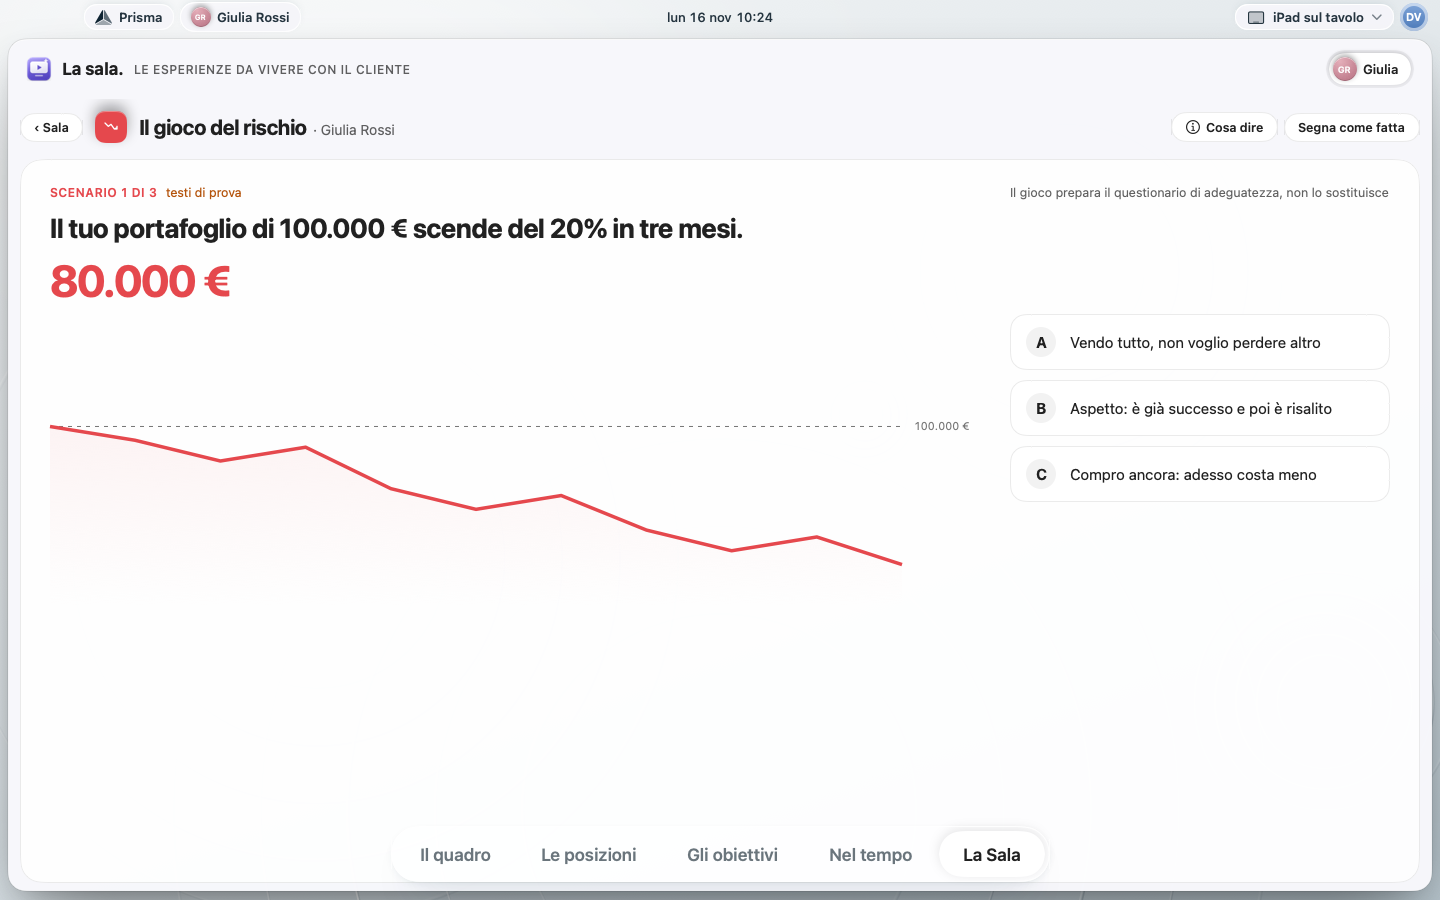 Prisma
GR Giulia Rossi
lun 16 nov 10:24
iPad sul tavolo
DV
La sala. LE ESPERIENZE DA VIVERE CON IL CLIENTE
GR Giulia
‹ Sala
Il gioco del rischio · Giulia Rossi
Cosa dire
Segna come fatta
SCENARIO 1 DI 3 testi di prova
Il gioco prepara il questionario di adeguatezza, non lo sostituisce
Il tuo portafoglio di 100.000 € scende del 20% in tre mesi.
80.000 €
100.000 €
A Vendo tutto, non voglio perdere altro
B Aspetto: è già successo e poi è risalito
C Compro ancora: adesso costa meno
Il quadro
Le posizioni
Gli obiettivi
Nel tempo
La Sala